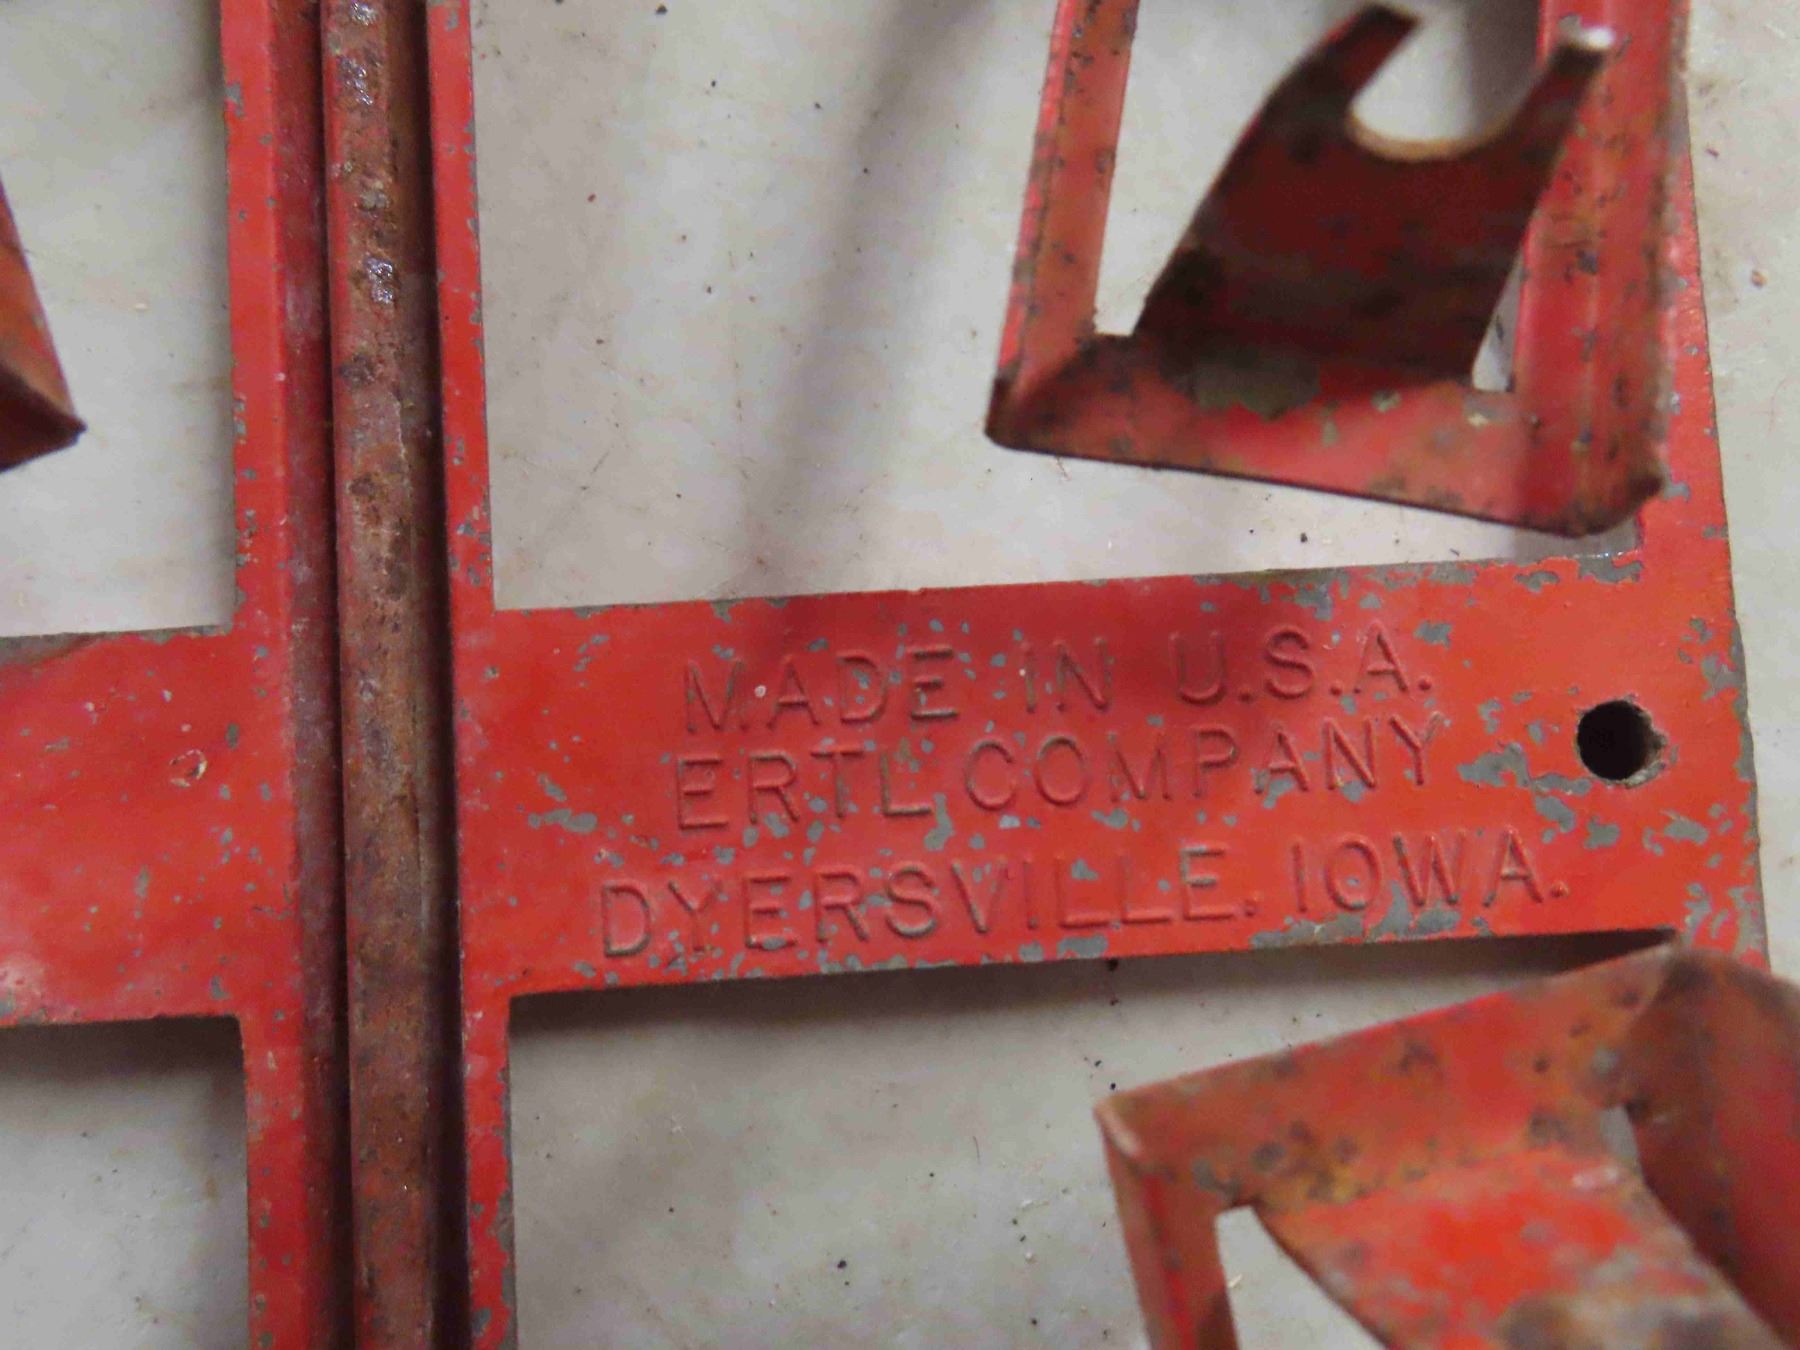 MADE IN U.S.A.
ERTL COMPANY
DYERSVILLE. IOWA.